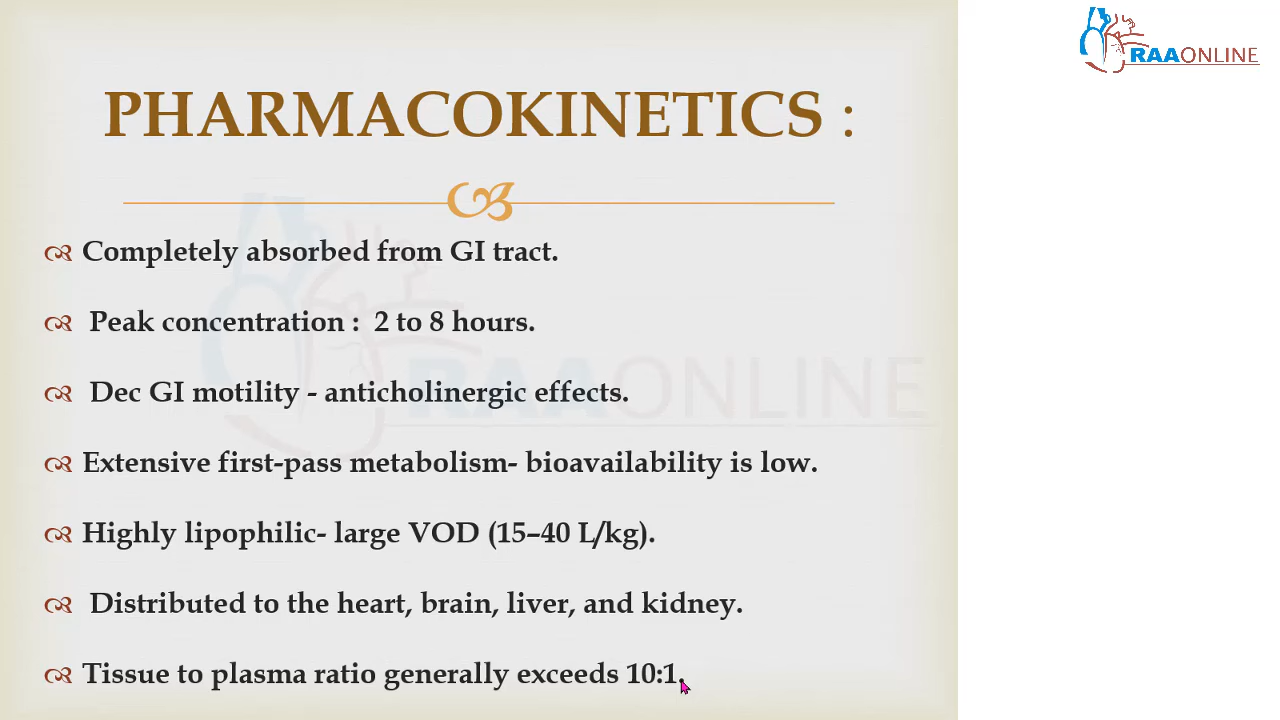 RAAONLINE
PHARMACOKINETICS :
Completely absorbed from GI tract.
Peak concentration : 2 to 8 hours.
Dec GI motility - anticholinergic effects.
RAAONLINE
Extensive first-pass metabolism- bioavailability is low.
Highly lipophilic- large VOD (15–40 L/kg).
Distributed to the heart, brain, liver, and kidney.
Tissue to plasma ratio generally exceeds 10:1.